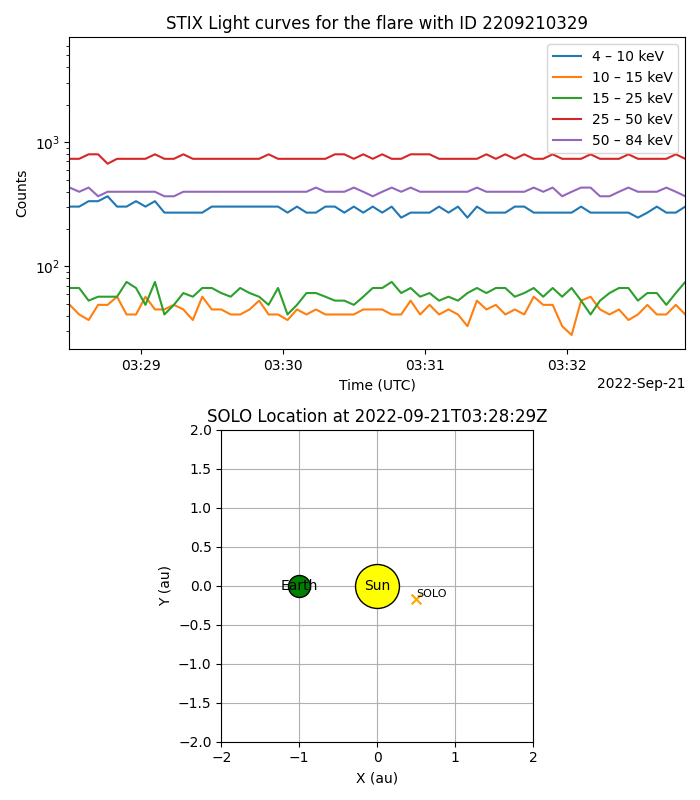 STIX Light curves for the flare with ID 2209210329
4 – 10 keV
10 – 15 keV
15 – 25 keV
25 – 50 keV
50 – 84 keV
10³
10²
Counts
03:29 03:30 03:31 03:32
Time (UTC)
2022-Sep-21
SOLO Location at 2022-09-21T03:28:29Z
2.0
1.5
1.0
0.5
0.0
−0.5
−1.0
−1.5
−2.0
Y (au)
Earth
Sun
SOLO
−2 −1 0 1 2
X (au)